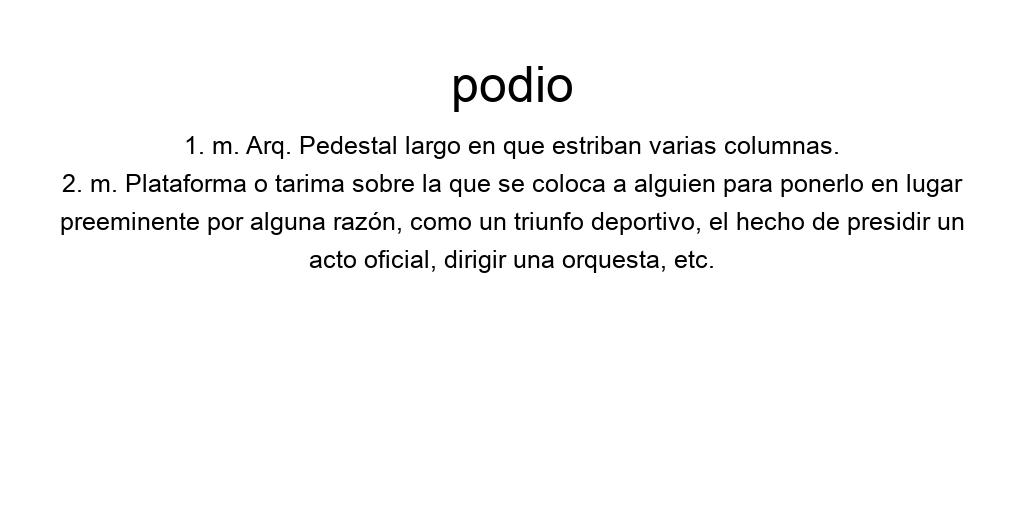 podio
1. m. Arq. Pedestal largo en que estriban varias columnas.
2. m. Plataforma o tarima sobre la que se coloca a alguien para ponerlo en lugar
preeminente por alguna razón, como un triunfo deportivo, el hecho de presidir un
acto oficial, dirigir una orquesta, etc.